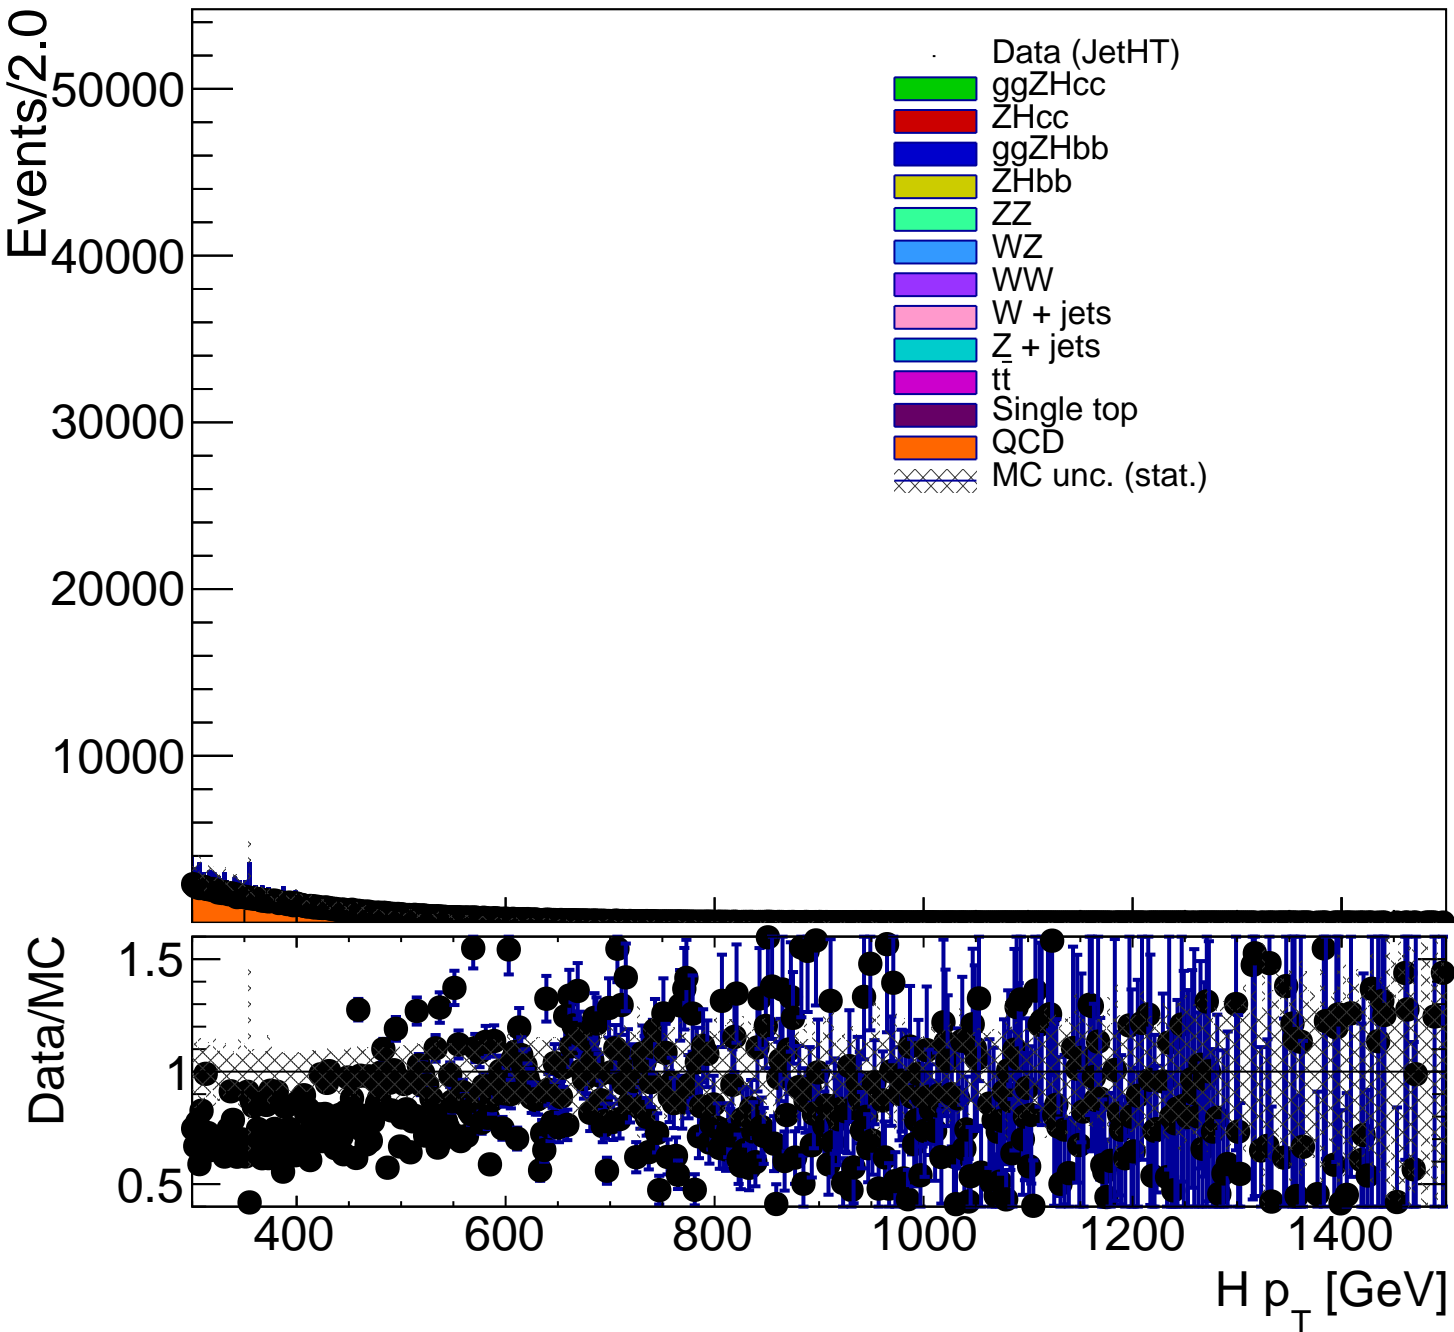 Events/2.0
50000
40000
30000
20000
10000
Data (JetHT)
ggZHcc
ZHcc
ggZHbb
ZHbb
ZZ
WZ
WW
W + jets
Z + jets
tt̄
Single top
QCD
MC unc. (stat.)
Data/MC
1.5
1
0.5
400 600 800 1000 1200 1400
H p_T [GeV]